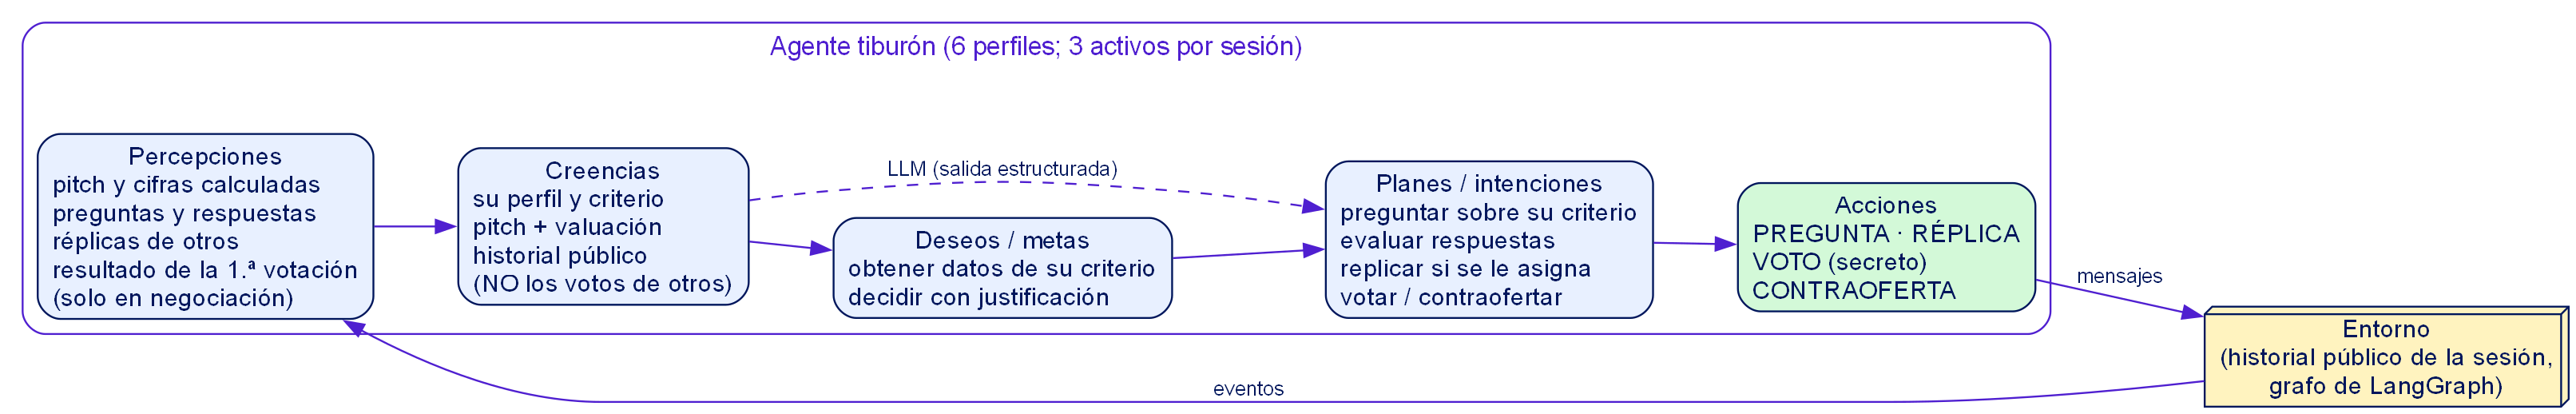 Agente tiburón (6 perfiles; 3 activos por sesión)
Percepciones
pitch y cifras calculadas
preguntas y respuestas
réplicas de otros
resultado de la 1.ª votación
(solo en negociación)
Creencias
su perfil y criterio
pitch + valuación
historial público
(NO los votos de otros)
LLM (salida estructurada)
Deseos / metas
obtener datos de su criterio
decidir con justificación
Planes / intenciones
preguntar sobre su criterio
evaluar respuestas
replicar si se le asigna
votar / contraofertar
Acciones
PREGUNTA · RÉPLICA
VOTO (secreto)
CONTRAOFERTA
mensajes
Entorno
(historial público de la sesión,
grafo de LangGraph)
eventos